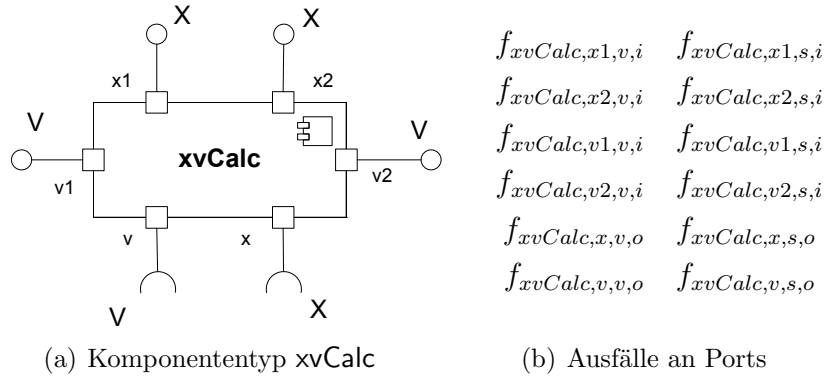 X X
x1 x2
V V
xvCalc
v1 v2
v x
V X
f_{xvCalc,x1,v,i} f_{xvCalc,x1,s,i}
f_{xvCalc,x2,v,i} f_{xvCalc,x2,s,i}
f_{xvCalc,v1,v,i} f_{xvCalc,v1,s,i}
f_{xvCalc,v2,v,i} f_{xvCalc,v2,s,i}
f_{xvCalc,x,v,o} f_{xvCalc,x,s,o}
f_{xvCalc,v,v,o} f_{xvCalc,v,s,o}
(a) Komponententyp xvCalc
(b) Ausfälle an Ports